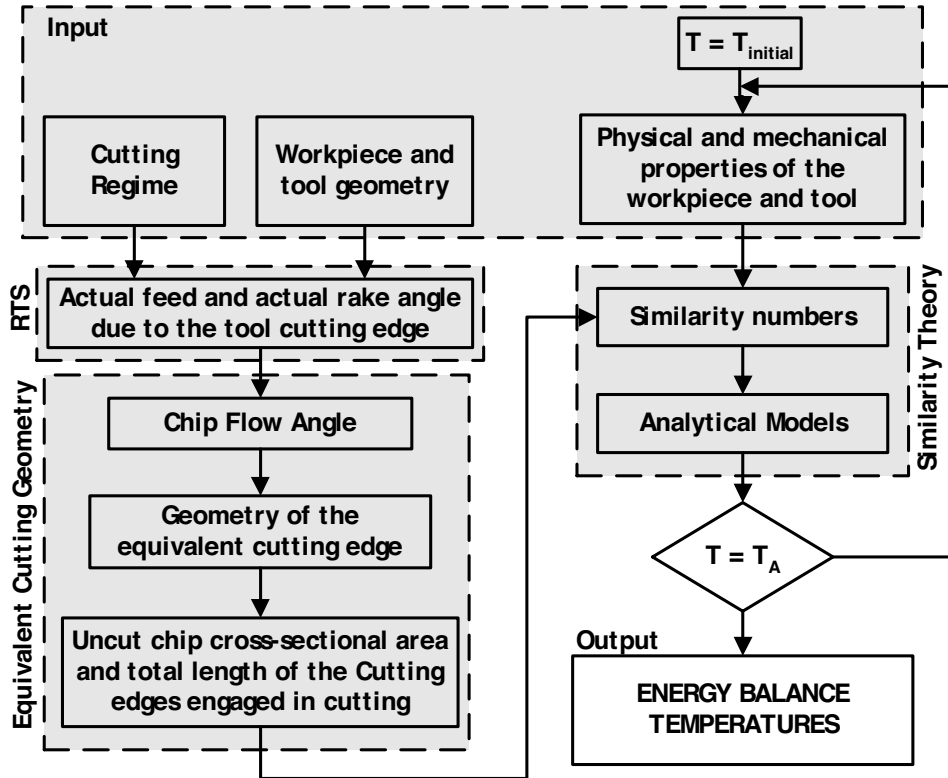 Input
T = Tinitial
Cutting
Regime
Workpiece and
tool geometry
Physical and mechanical
properties of the
workpiece and tool
RTS
Actual feed and actual rake angle
due to the tool cutting edge
Equivalent Cutting Geometry
Chip Flow Angle
Geometry of the
equivalent cutting edge
Uncut chip cross-sectional area
and total length of the Cutting
edges engaged in cutting
Similarity numbers
Analytical Models
Similarity Theory
T = TA
Output
ENERGY BALANCE
TEMPERATURES